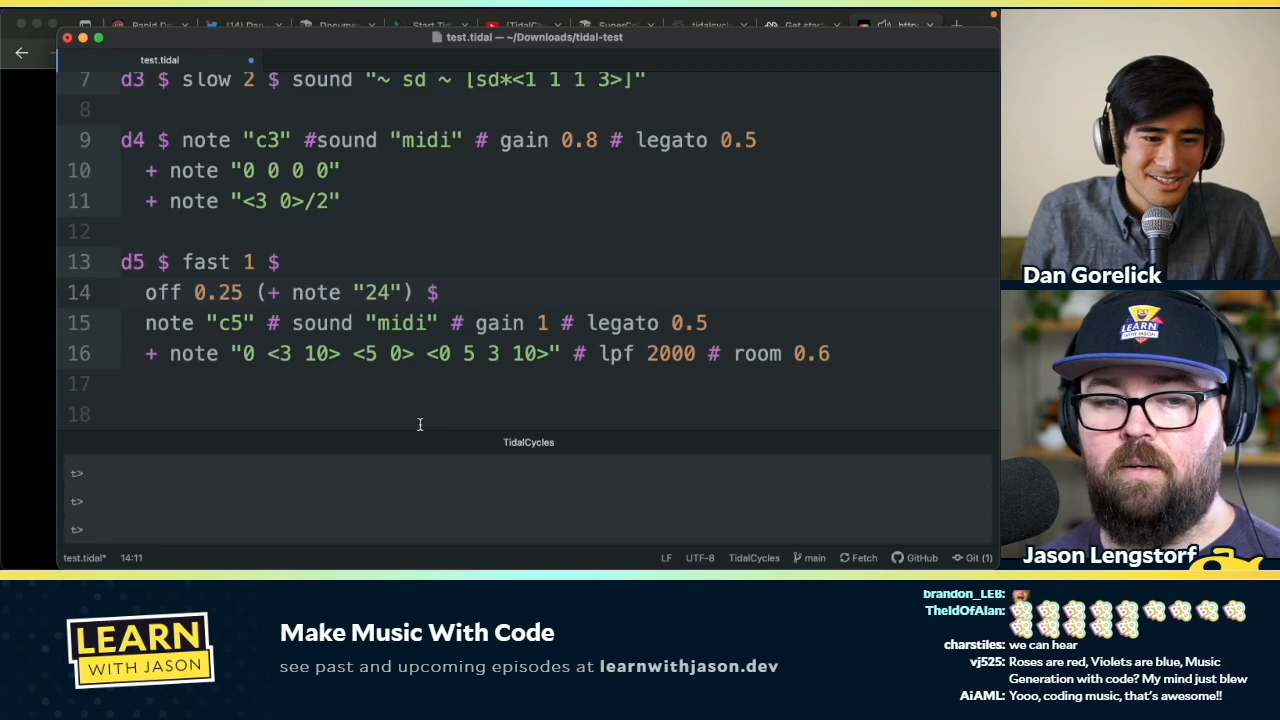 test.tidal — ~/Downloads/tidal-test
test.tidal
7 d3 $ slow 2 $ sound "~ sd ~ [sd*<1 1 1 3>]"
8
9 d4 $ note "c3" #sound "midi" # gain 0.8 # legato 0.5
10 + note "0 0 0 0"
11 + note "<3 0>/2"
12
13 d5 $ fast 1 $
14 off 0.25 (+ note "24") $
15 note "c5" # sound "midi" # gain 1 # legato 0.5
16 + note "0 <3 10> <5 0> <0 5 3 10>" # lpf 2000 # room 0.6
17
18
TidalCycles
t>
t>
t>
test.tidal* 14:11 LF UTF-8 TidalCycles main Fetch GitHub Git (1)
Dan Gorelick
LEARN
Jason Lengstorf
LEARN
WITH JASON
Make Music With Code
see past and upcoming episodes at learnwithjason.dev
brandon_LEB:
TheIdOfAlan:
charstiles: we can hear
vj525: Roses are red, Violets are blue, Music
Generation with code? My mind just blew
AiAML: Yooo, coding music, that's awesome!!